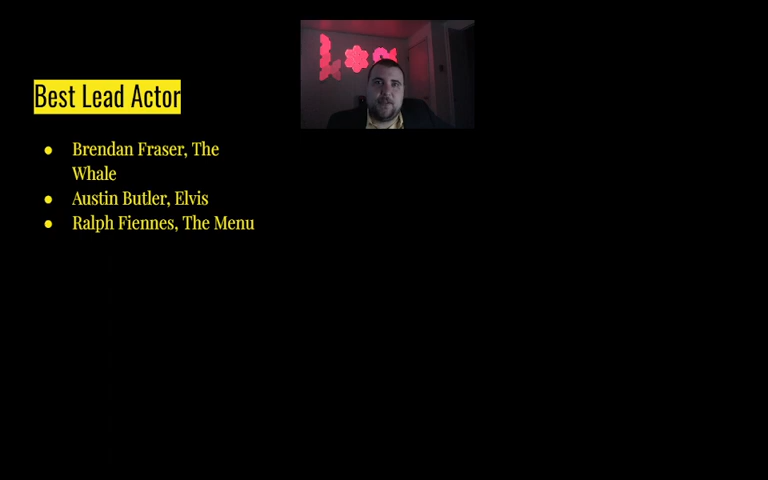 Best Lead Actor
● Brendan Fraser, The
Whale
● Austin Butler, Elvis
● Ralph Fiennes, The Menu